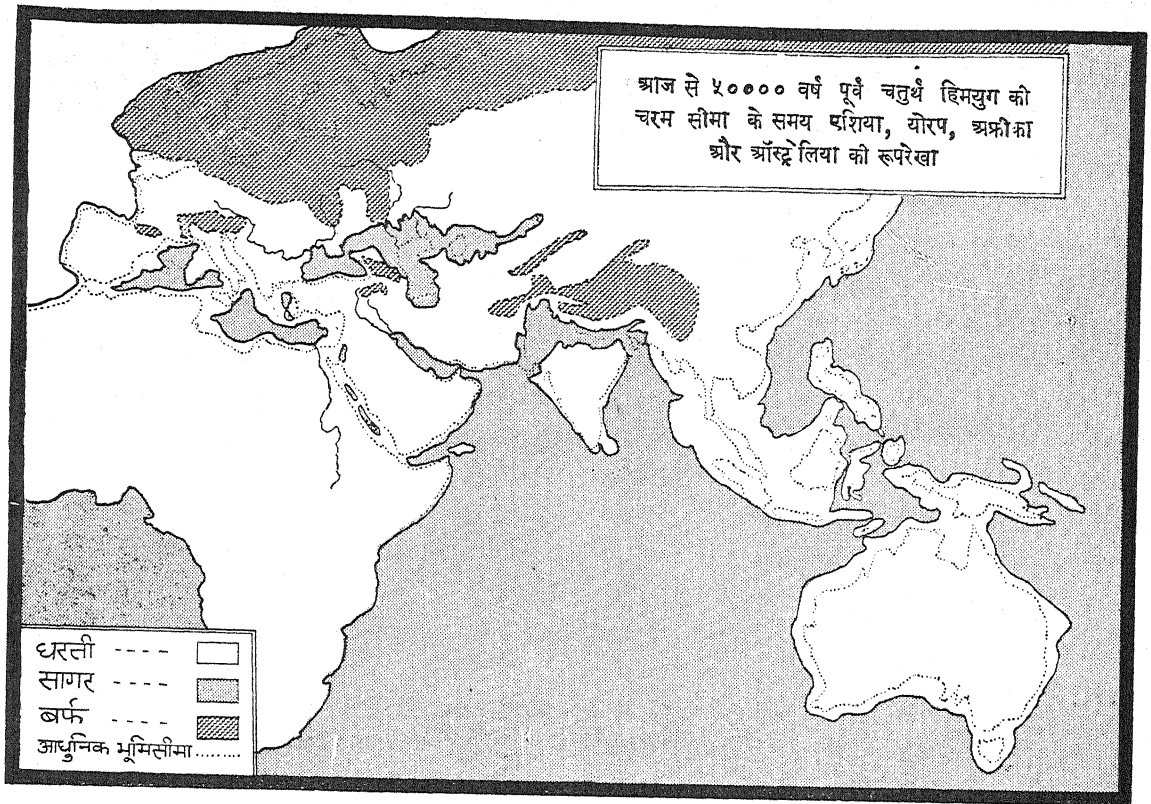 आज से ५०००० वर्ष पूर्व चतुर्थ हिमयुग की
चरम सीमा के समय एशिया, योरप, अफ्रीका
और ऑस्ट्रेलिया की रूपरेखा
धरती ----
सागर ----
बर्फ ----
आधुनिक भूमिसीमा ........